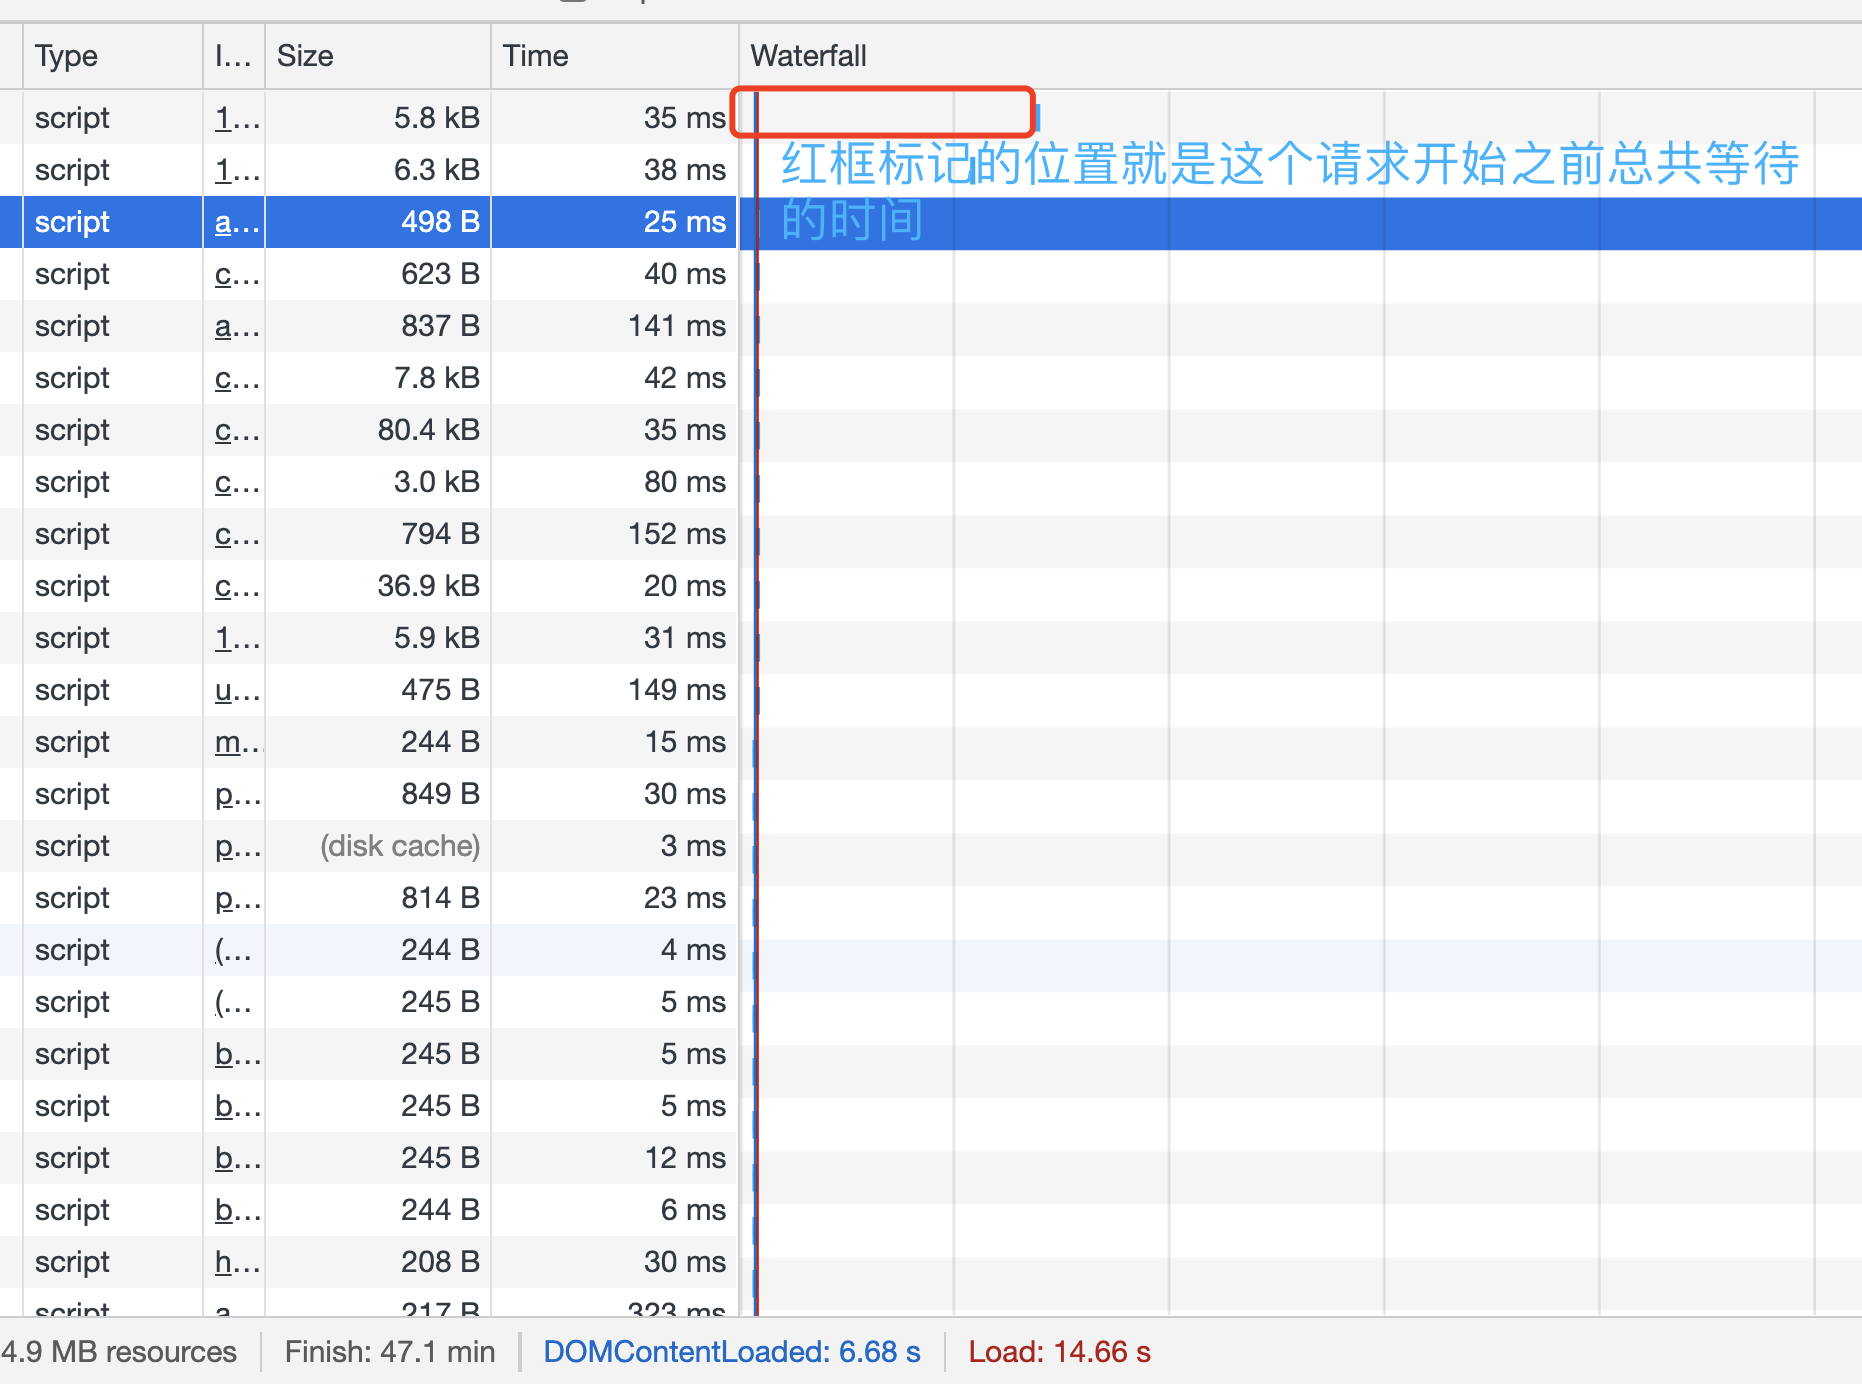 Type I... Size Time Waterfall
script 1... 5.8 kB 35 ms
script 1... 6.3 kB 38 ms
红框标记的位置就是这个请求开始之前总共等待
script a... 498 B 25 ms
的时间
script c... 623 B 40 ms
script a... 837 B 141 ms
script c... 7.8 kB 42 ms
script c... 80.4 kB 35 ms
script c... 3.0 kB 80 ms
script c... 794 B 152 ms
script c... 36.9 kB 20 ms
script 1... 5.9 kB 31 ms
script u... 475 B 149 ms
script m... 244 B 15 ms
script p... 849 B 30 ms
script p... (disk cache) 3 ms
script p... 814 B 23 ms
script (... 244 B 4 ms
script (... 245 B 5 ms
script b... 245 B 5 ms
script b... 245 B 5 ms
script b... 245 B 12 ms
script b... 244 B 6 ms
script h... 208 B 30 ms
script a 217 B 323 ms
4.9 MB resources Finish: 47.1 min DOMContentLoaded: 6.68 s Load: 14.66 s